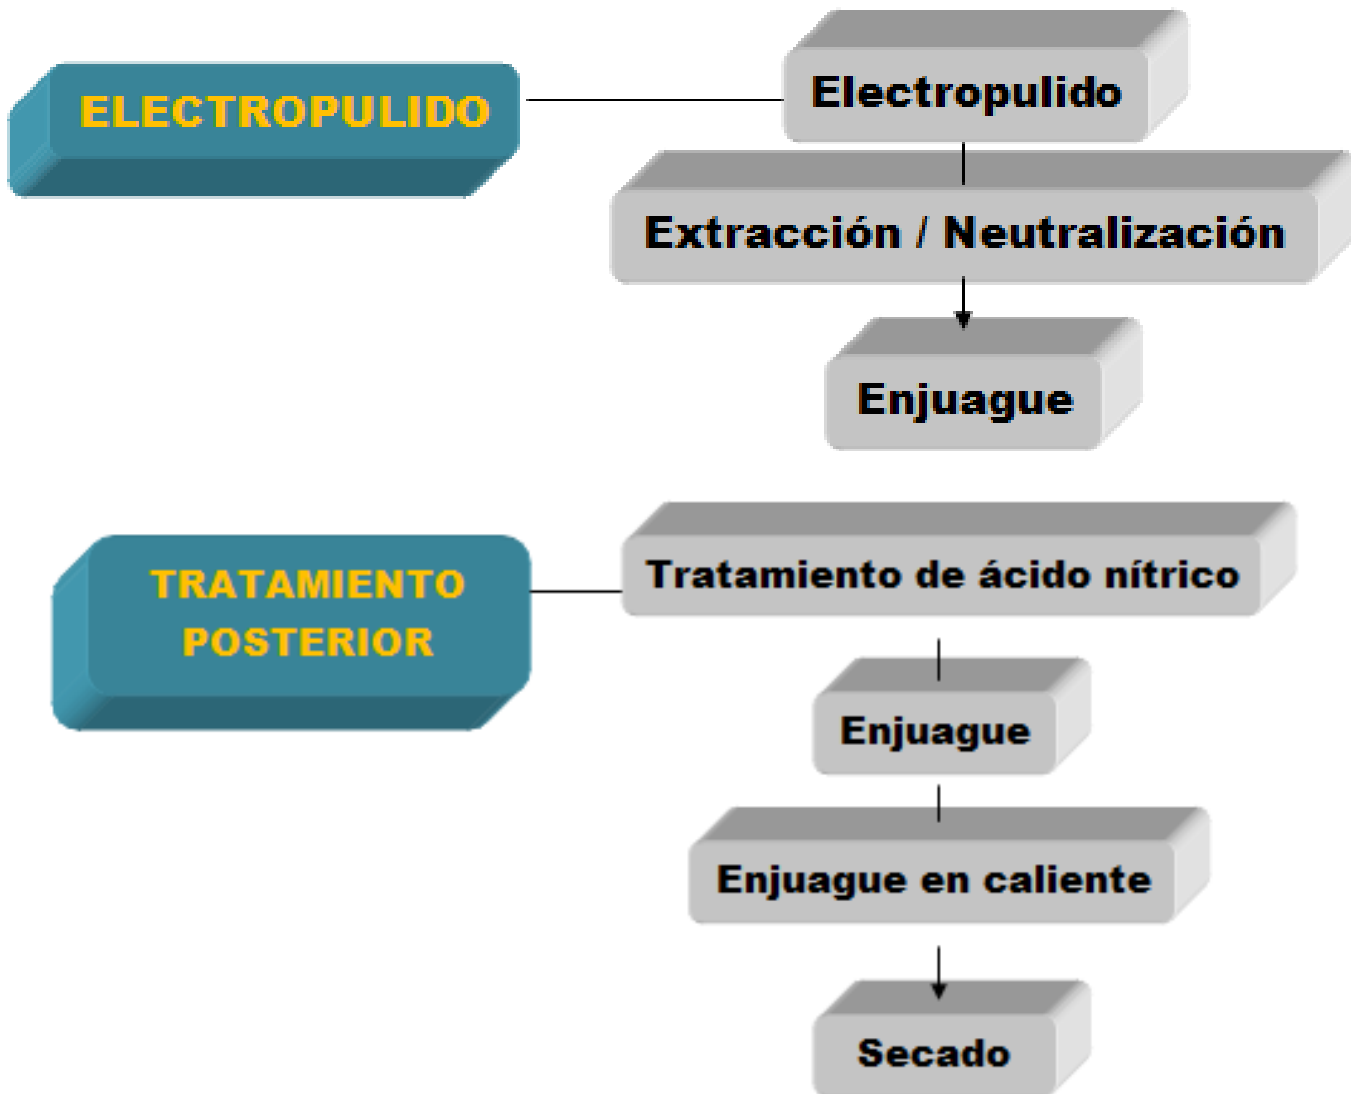 ELECTROPULIDO
Electropulido
Extracción / Neutralización
Enjuague
TRATAMIENTO
POSTERIOR
Tratamiento de ácido nítrico
Enjuague
Enjuague en caliente
Secado